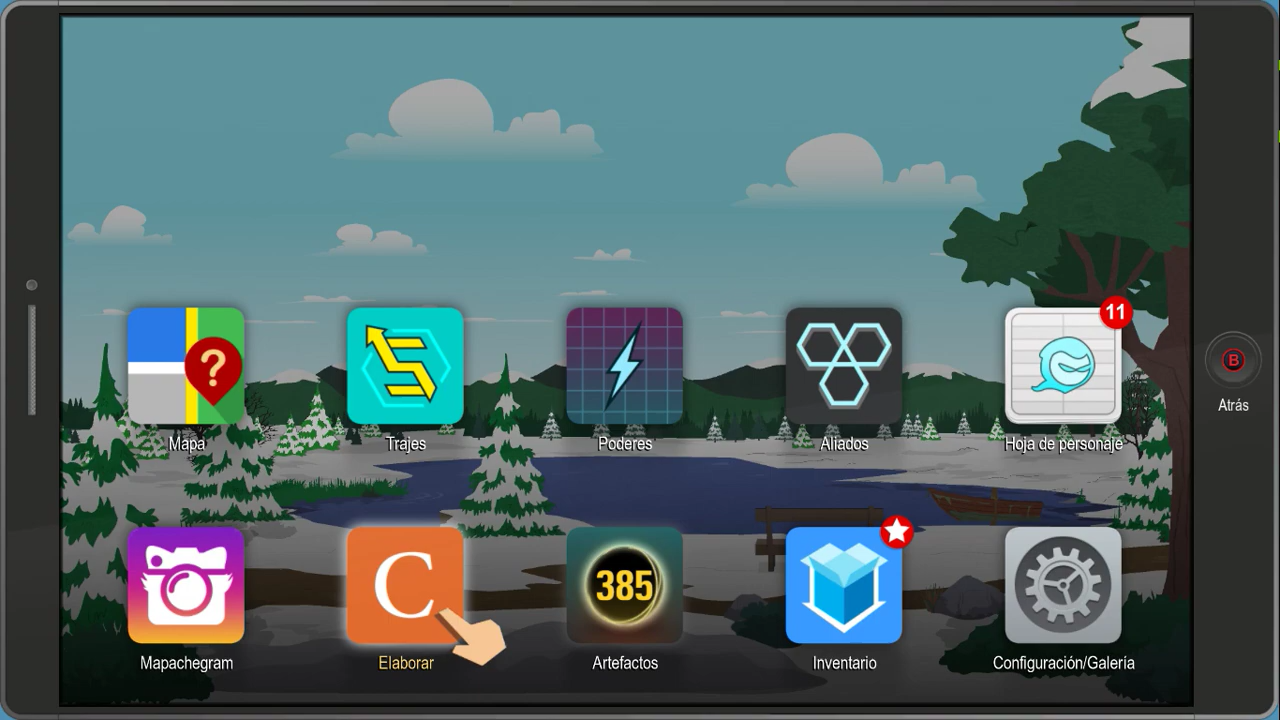 11
?
B
Atrás
Mapa
Trajes
Poderes
Aliados
Hoja de personaje
C
385
Mapachegram
Elaborar
Artefactos
Inventario
Configuración/Galería